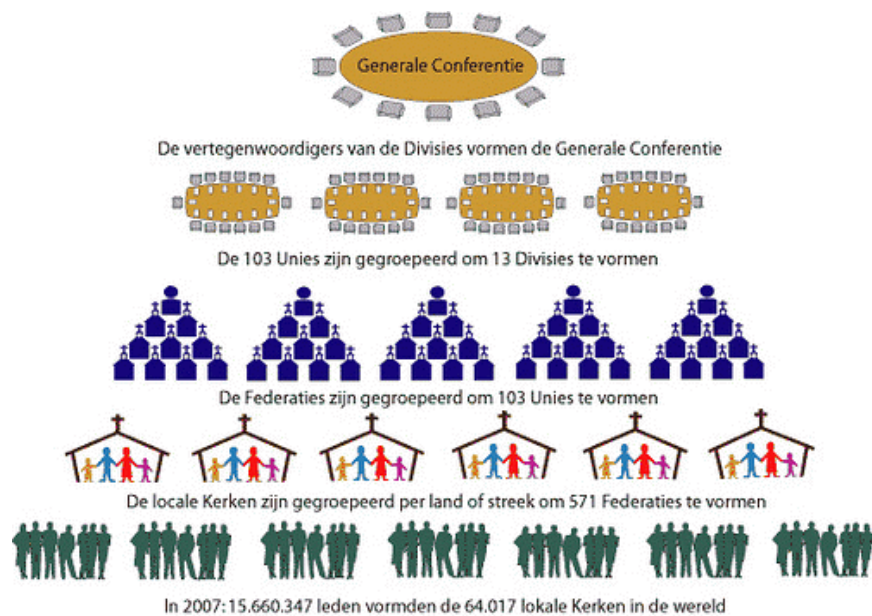 Generale Conferentie
De vertegenwoordigers van de Divisies vormen de Generale Conferentie
De 103 Unies zijn gegroepeerd om 13 Divisies te vormen
De Federaties zijn gegroepeerd om 103 Unies te vormen
De locale Kerken zijn gegroepeerd per land of streek om 571 Federaties te vormen
In 2007: 15.660.347 leden vormden de 64.017 lokale Kerken in de wereld